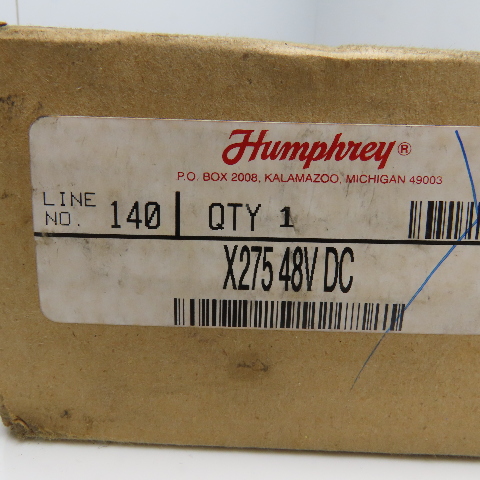 Humphrey®
P.O. BOX 2008, KALAMAZOO, MICHIGAN 49003
LINE NO. 140 QTY 1
X275 48V DC